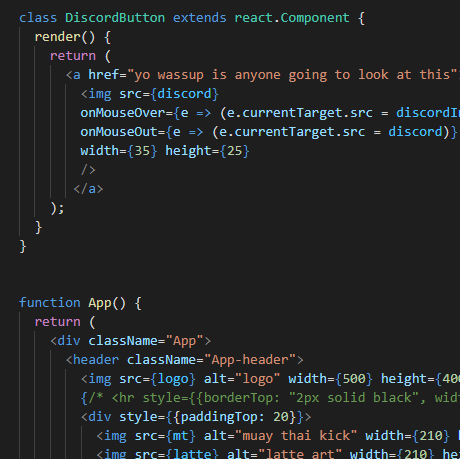 class DiscordButton extends react.Component {
render() {
return (
<a href="yo wassup is anyone going to look at this"
<img src={discord}
onMouseOver={e => (e.currentTarget.src =
onMouseOut={e => (e.currentTarget.src = discord)}
width={35} height={25}
/>
</a>
);
}
}
function App() {
return (
<div className="App">
<header className="App-header">
<img src={logo} alt="logo" width={500} height={400
{/* <hr style={{borderTop: "2px solid black",
<div style={{paddingTop: 20}}>
<img src={mt} alt="muay thai kick" width={210}
<img src={latte} alt="latte art" width={210}